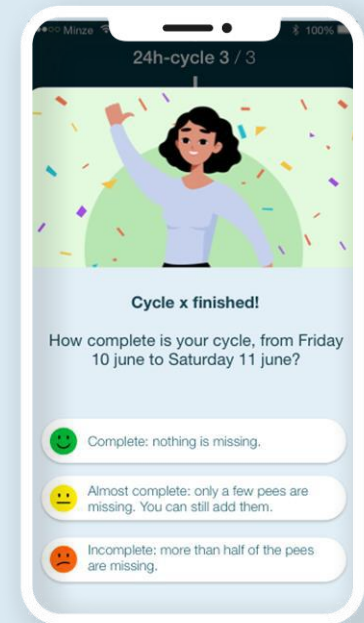 Minze 100%
24h-cycle 3 / 3
Cycle x finished!
How complete is your cycle, from Friday
10 june to Saturday 11 june?
Complete: nothing is missing.
Almost complete: only a few pees are
missing. You can still add them.
Incomplete: more than half of the pees
are missing.